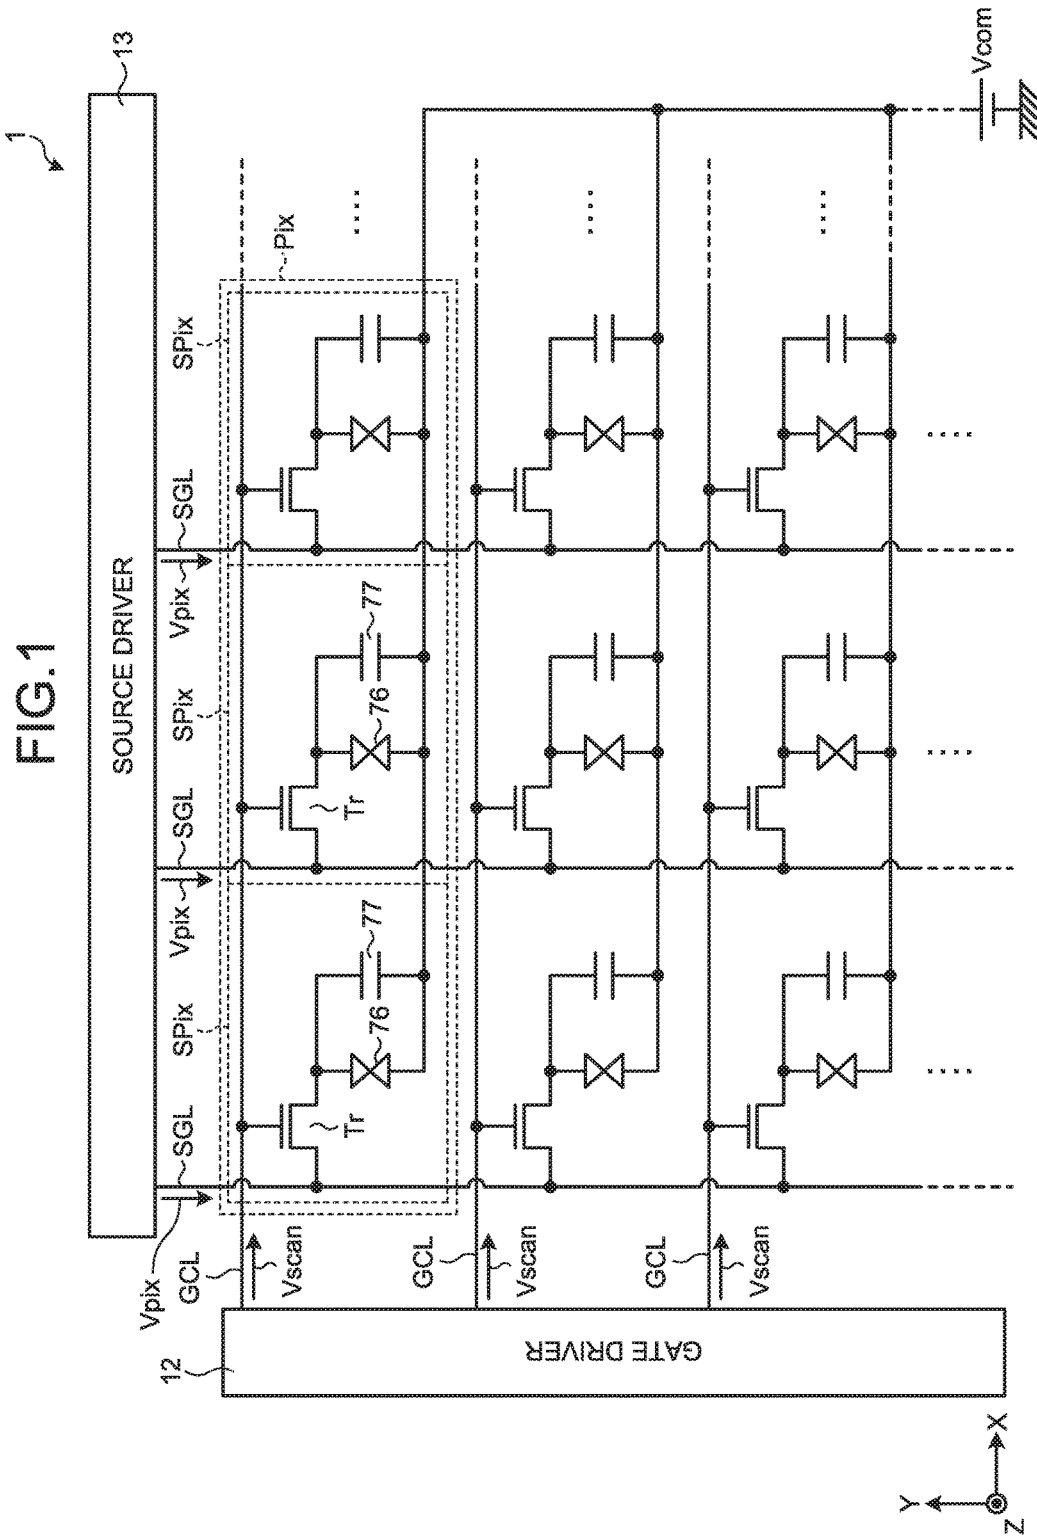 FIG.1
1
SOURCE DRIVER
13
Vpix
SGL
Vpix
SGL
Vpix
SGL
SPix
SPix
SPix
Pix
12
GATE DRIVER
GCL
Vscan
GCL
Vscan
GCL
Vscan
Tr
76
77
Tr
76
77
Vcom
Y
X
Z